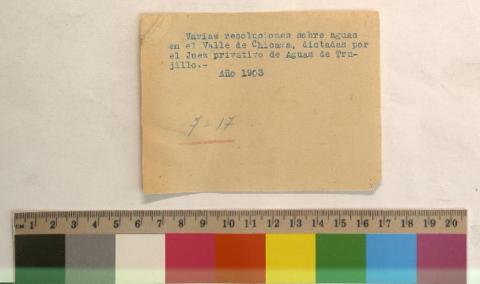 Varias resoluciones sobre aguas
en el Valle de Chicama, dictadas por
el Juez privativo de Aguas de Tru-
jillo.-
Año 1903
7 - 17
CM 1 2 3 4 5 6 7 8 9 10 11 12 13 14 15 16 17 18 19 20